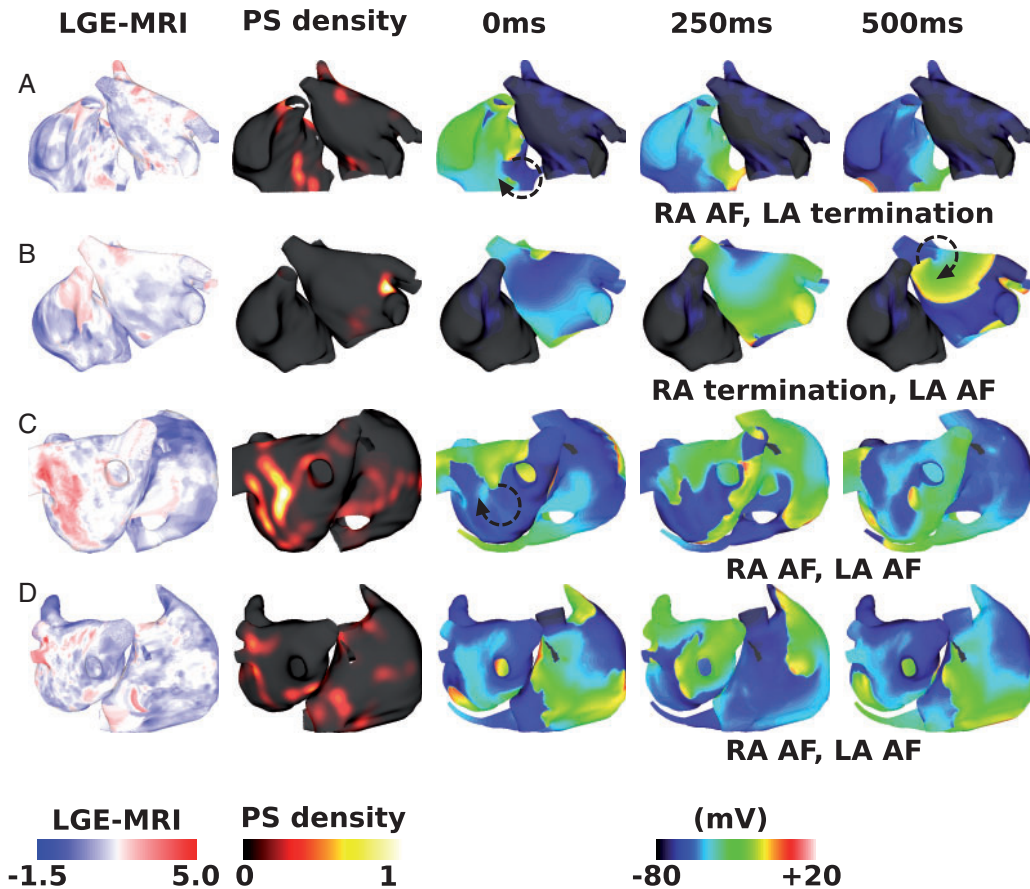 LGE-MRI PS density 0ms 250ms 500ms
A
RA AF, LA termination
B
RA termination, LA AF
C
RA AF, LA AF
D
RA AF, LA AF
LGE-MRI PS density (mV)
-1.5 5.0 0 1 -80 +20